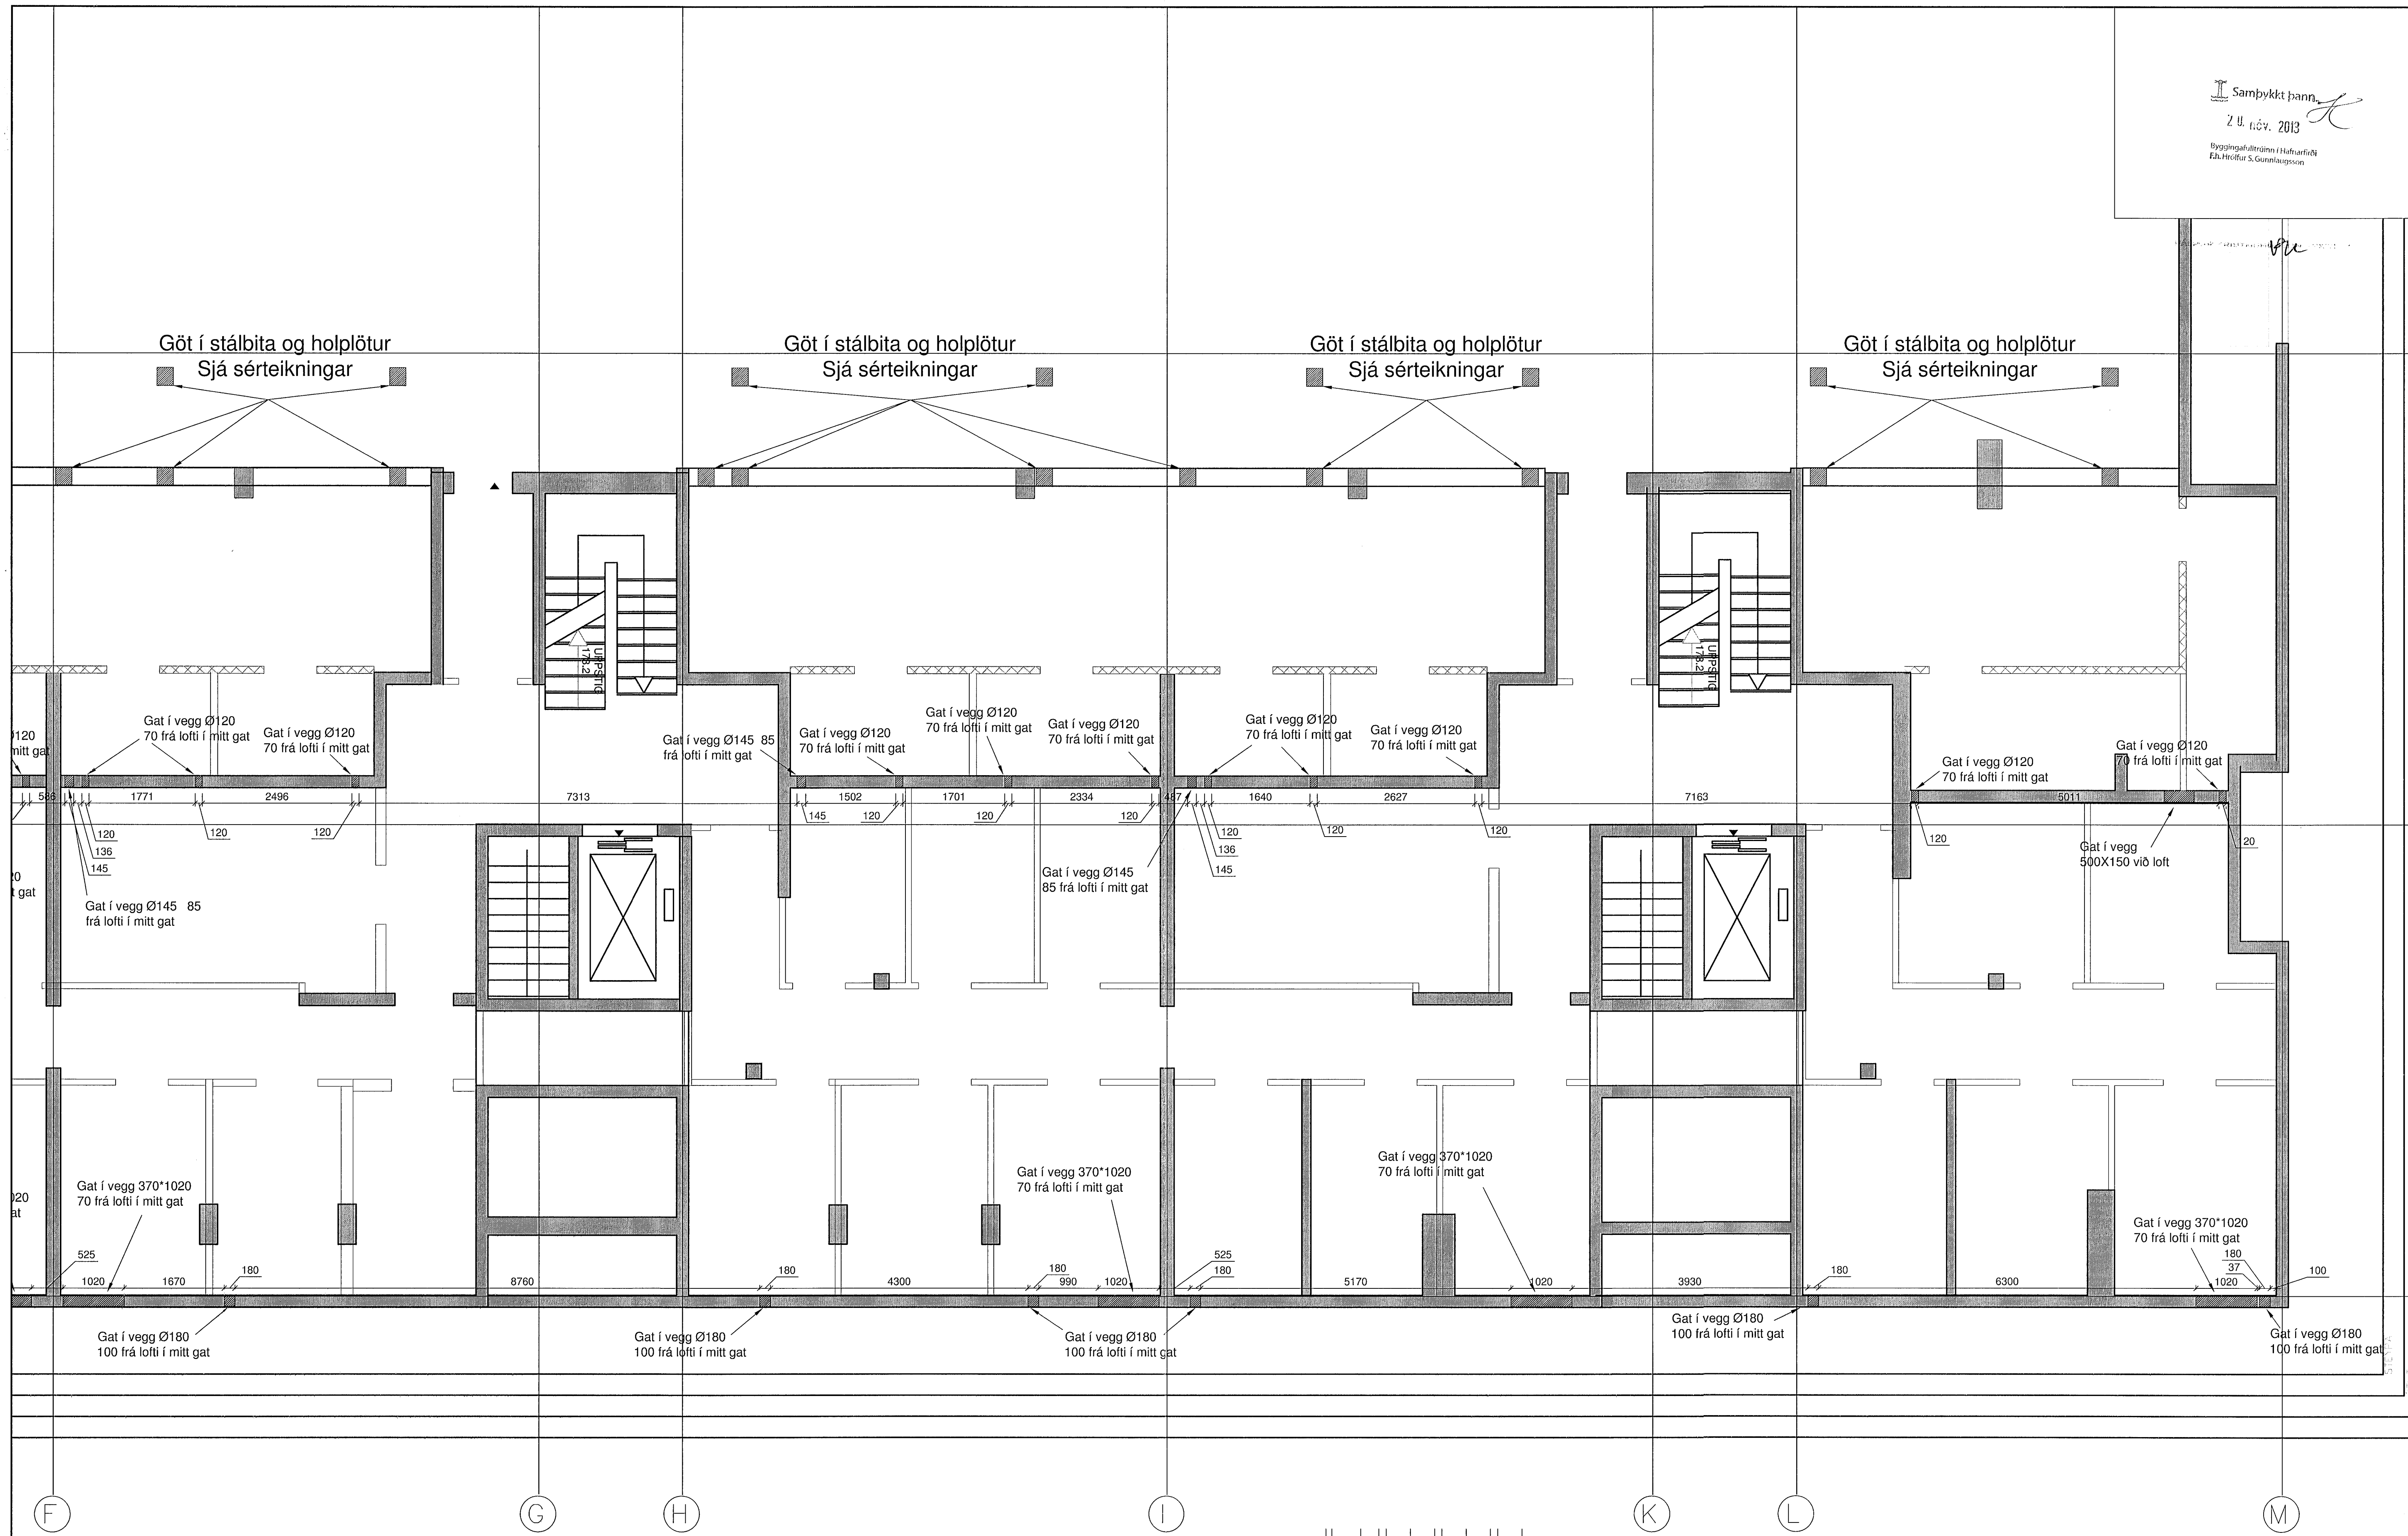 Samþykkt þann,
nóv. 2013
Byggingafulltrúinn í Hafnarfirði
F.h. Hrólfur S. Gunnlaugsson
Göt í stálbita og holplötur
Sjá sérteikningar
Göt í stálbita og holplötur
Sjá sérteikningar
Göt í stálbita og holplötur
Sjá sérteikningar
Göt í stálbita og holplötur
Sjá sérteikningar
UPPSTIG
178.2
UPPSTIG
178.2
Ø120
mitt gat
Gat í vegg Ø120
70 frá lofti í mitt gat
Gat í vegg Ø120
70 frá lofti í mitt gat
Gat í vegg Ø145 85
frá lofti í mitt gat
Gat í vegg Ø120
70 frá lofti í mitt gat
Gat í vegg Ø120
70 frá lofti í mitt gat
Gat í vegg Ø120
70 frá lofti í mitt gat
Gat í vegg Ø120
70 frá lofti í mitt gat
Gat í vegg Ø120
70 frá lofti í mitt gat
Gat í vegg Ø120
70 frá lofti í mitt gat
Gat í vegg Ø120
70 frá lofti í mitt gat
586 1771 2496 7313 1502 1701 2334 487 1640 2627 7163 5011
120 120 120 145 120 120 120 120 120 120 120 20
136 136
145 145
20
t gat
Gat í vegg Ø145 85
frá lofti í mitt gat
Gat í vegg Ø145
85 frá lofti í mitt gat
Gat í vegg
500X150 við loft
020
at
Gat í vegg 370*1020
70 frá lofti í mitt gat
Gat í vegg 370*1020
70 frá lofti í mitt gat
Gat í vegg 370*1020
70 frá lofti í mitt gat
Gat í vegg 370*1020
70 frá lofti í mitt gat
525 525 180
180 180 180 180 180 37 100
1020 1670 8760 4300 990 1020 5170 1020 3930 6300 1020
Gat í vegg Ø180
100 frá lofti í mitt gat
Gat í vegg Ø180
100 frá lofti í mitt gat
Gat í vegg Ø180
100 frá lofti í mitt gat
Gat í vegg Ø180
100 frá lofti í mitt gat
Gat í vegg Ø180
100 frá lofti í mitt gat
F G H I K L M